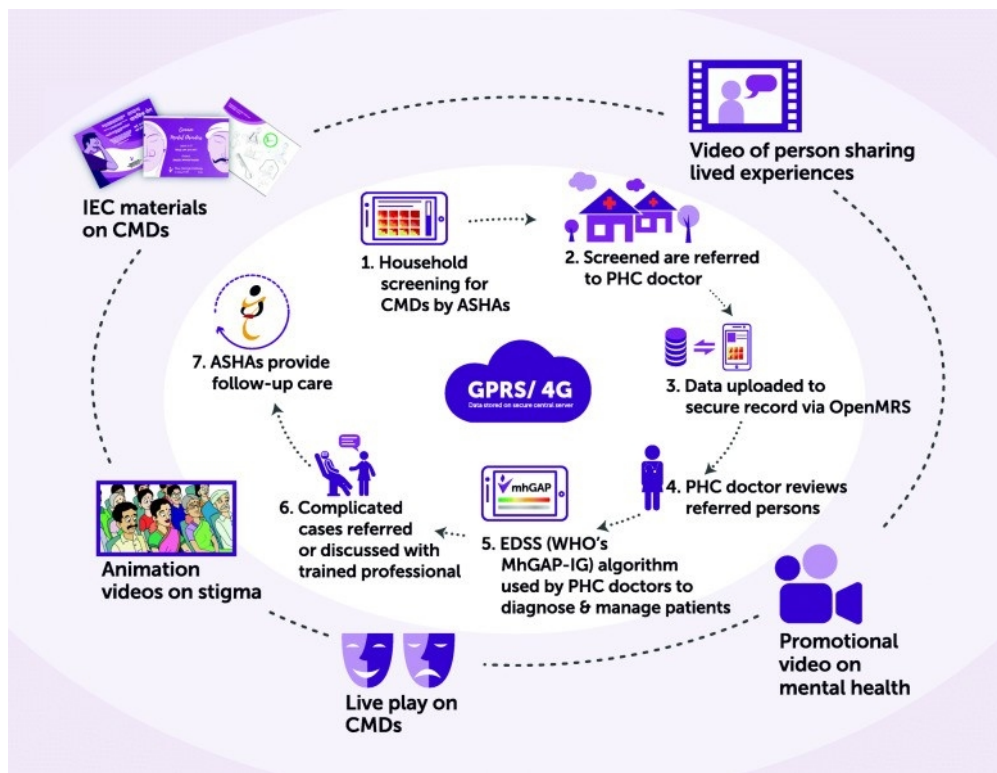 IEC materials
on CMDs
Video of person sharing
lived experiences
1. Household
screening for
CMDs by ASHAs
2. Screened are referred
to PHC doctor
3. Data uploaded to
secure record via OpenMRS
4. PHC doctor reviews
referred persons
mhGAP
5. EDSS (WHO's
MhGAP-IG) algorithm
used by PHC doctors to
diagnose & manage patients
6. Complicated
cases referred
or discussed with
trained professional
7. ASHAs provide
follow-up care
GPRS/ 4G
Data stored on secure central server
Animation
videos on stigma
Live play on
CMDs
Promotional
video on
mental health